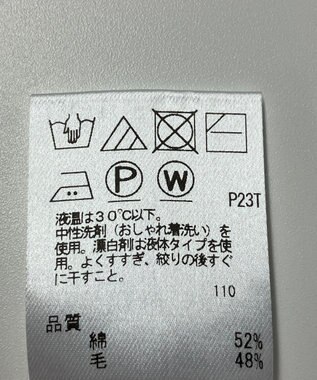 P W P23T
液温は30℃以下。
中性洗剤(おしゃれ着洗い)を
使用。漂白剤は液体タイプを使
用。よくすすぎ、絞りの後すぐ
に干すこと。
110
品質
綿 52%
毛 48%